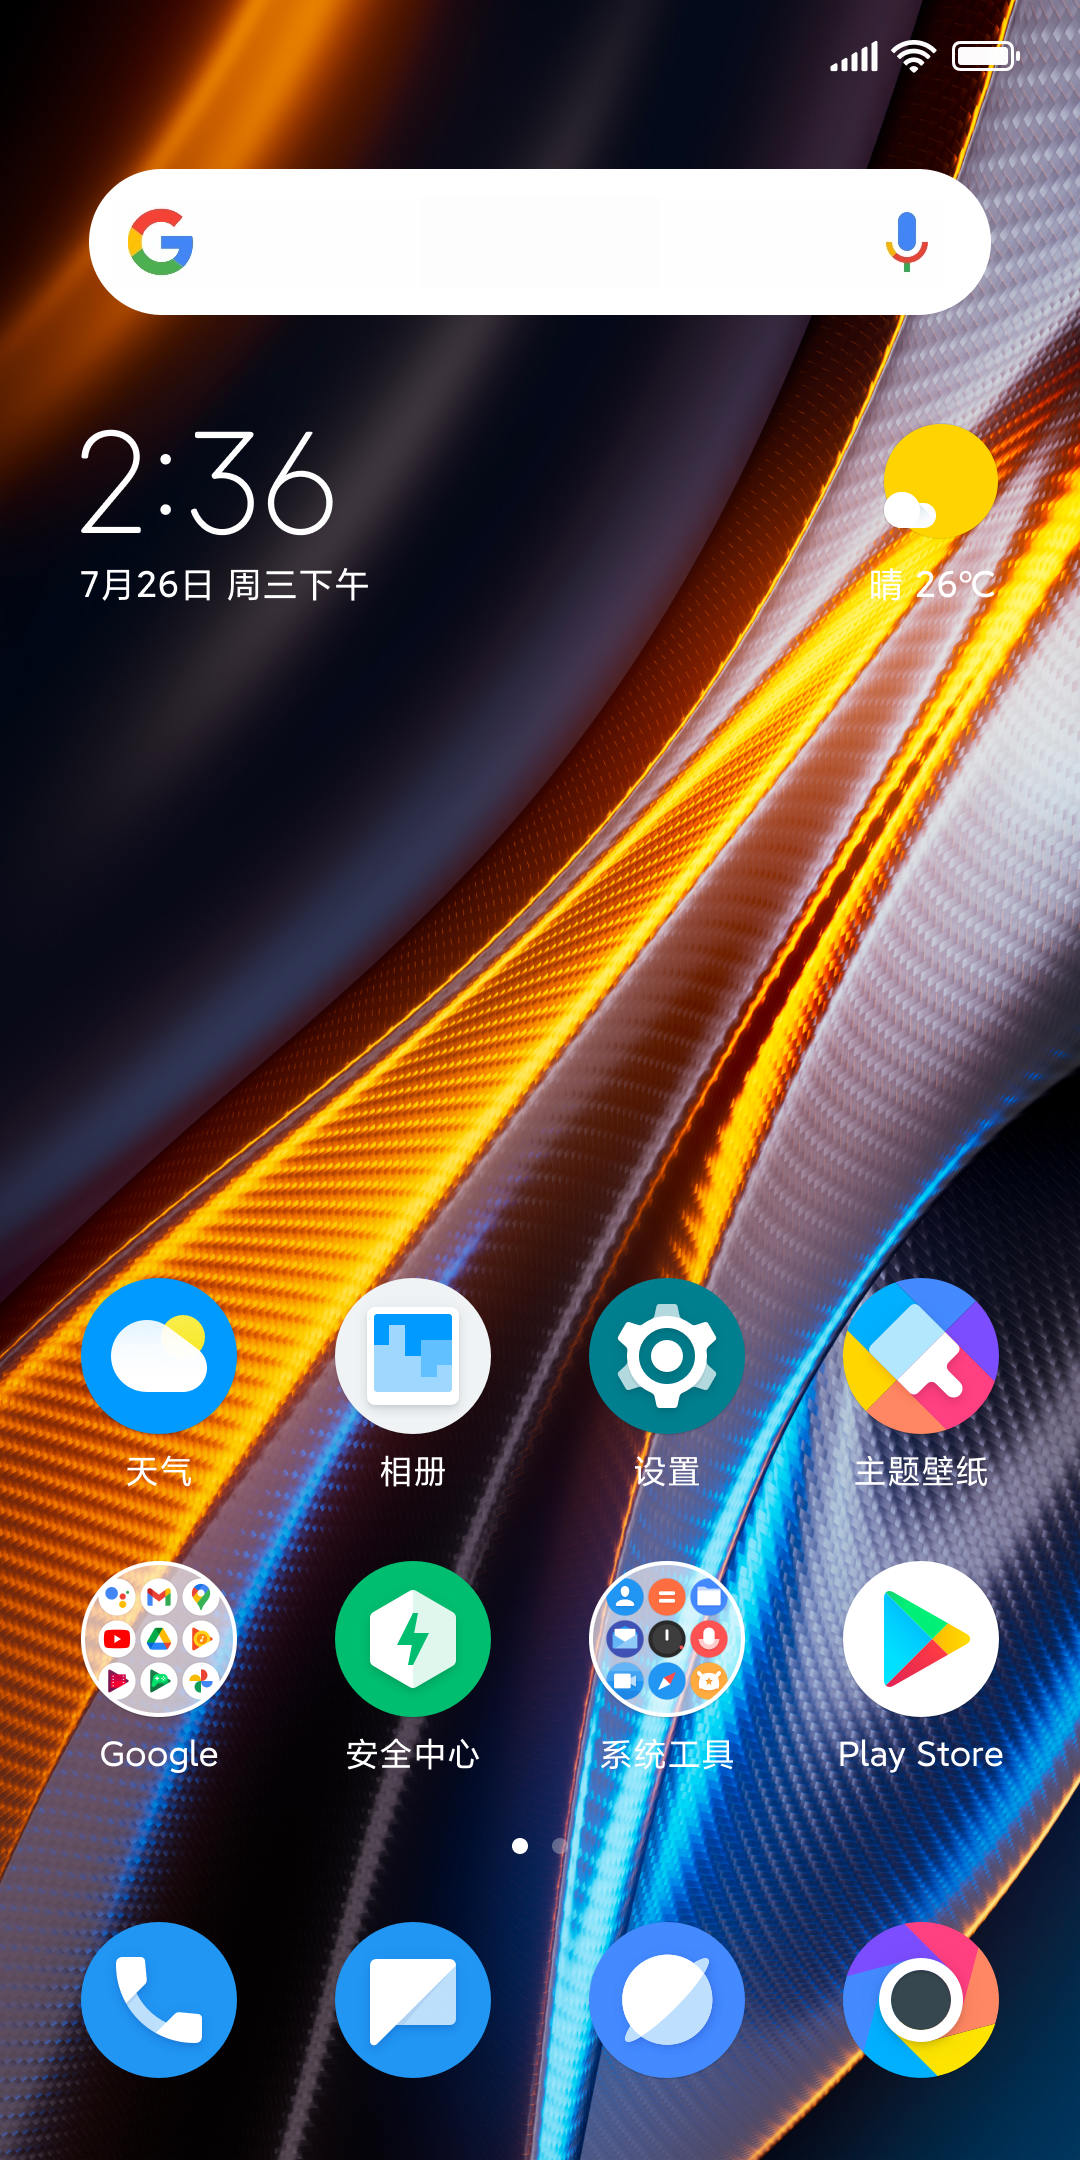 2:36
7月26日 周三下午
晴 26℃
天气
相册
设置
主题壁纸
Google
安全中心
系统工具
Play Store